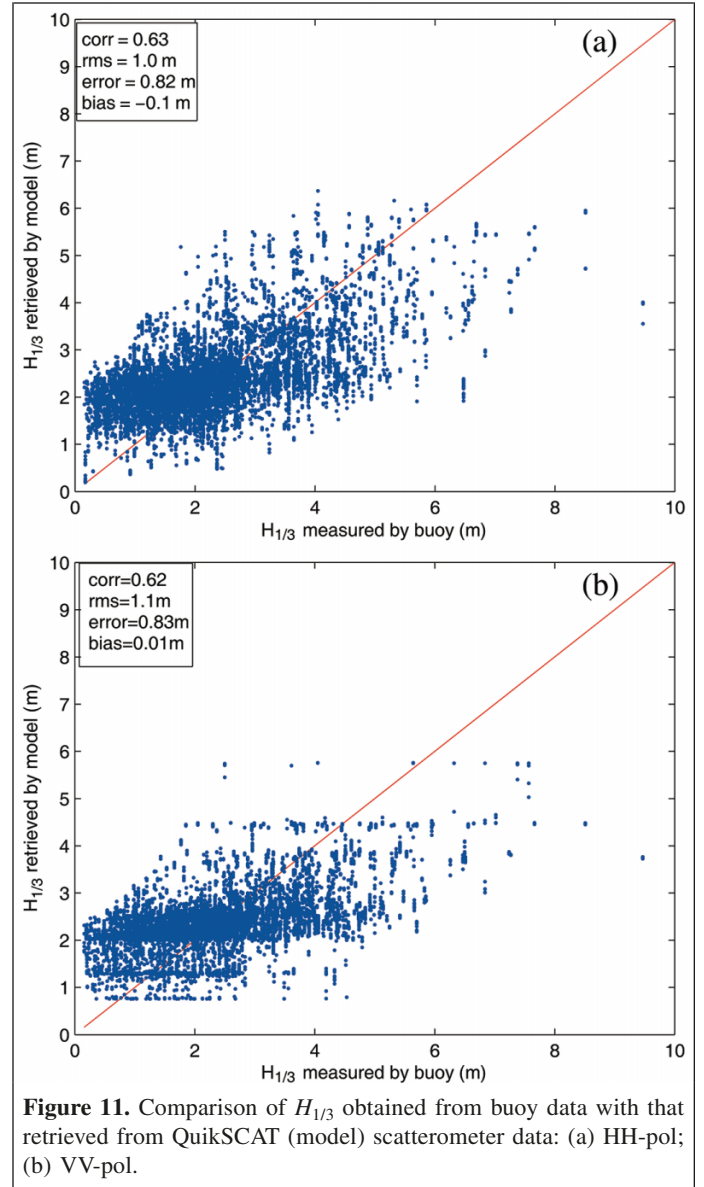 10
9
8
7
6
5
4
3
2
1
0
H1/3 retrieved by model (m)
corr = 0.63
rms = 1.0 m
error = 0.82 m
bias = −0.1 m
(a)
0 2 4 6 8 10
H1/3 measured by buoy (m)
10
9
8
7
6
5
4
3
2
1
0
H1/3 retrieved by model (m)
corr=0.62
rms=1.1m
error=0.83m
bias=0.01m
(b)
0 2 4 6 8 10
H1/3 measured by buoy (m)
Figure 11. Comparison of H1/3 obtained from buoy data with that
retrieved from QuikSCAT (model) scatterometer data: (a) HH-pol;
(b) VV-pol.